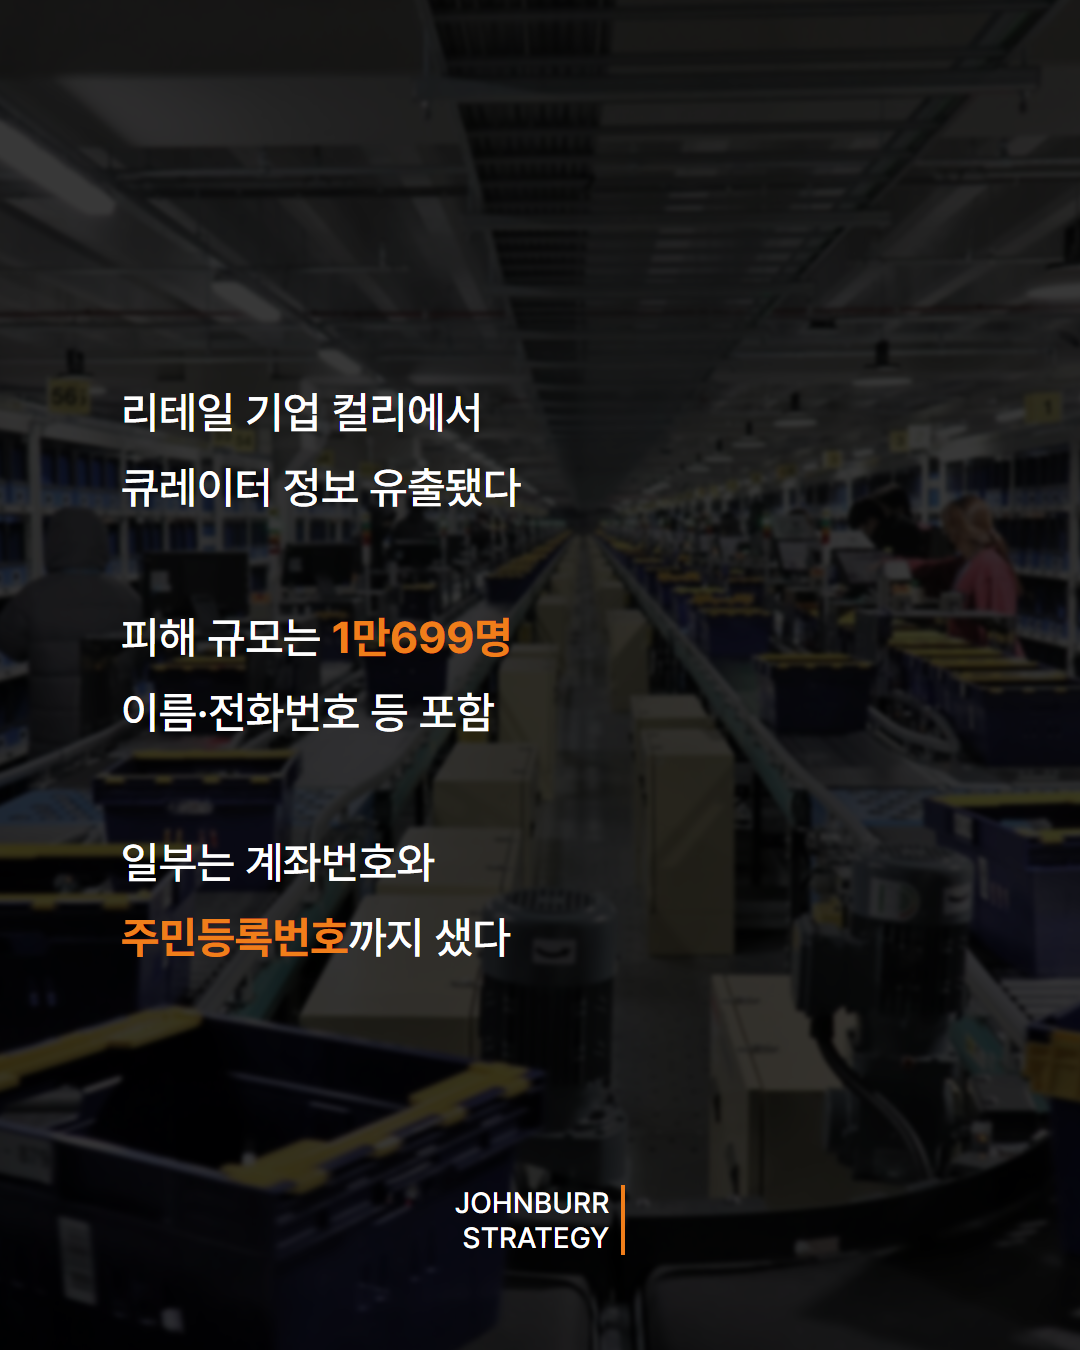 리테일 기업 컬리에서
큐레이터 정보 유출됐다
피해 규모는 1만699명
이름·전화번호 등 포함
일부는 계좌번호와
주민등록번호까지 샜다
JOHNBURR
STRATEGY